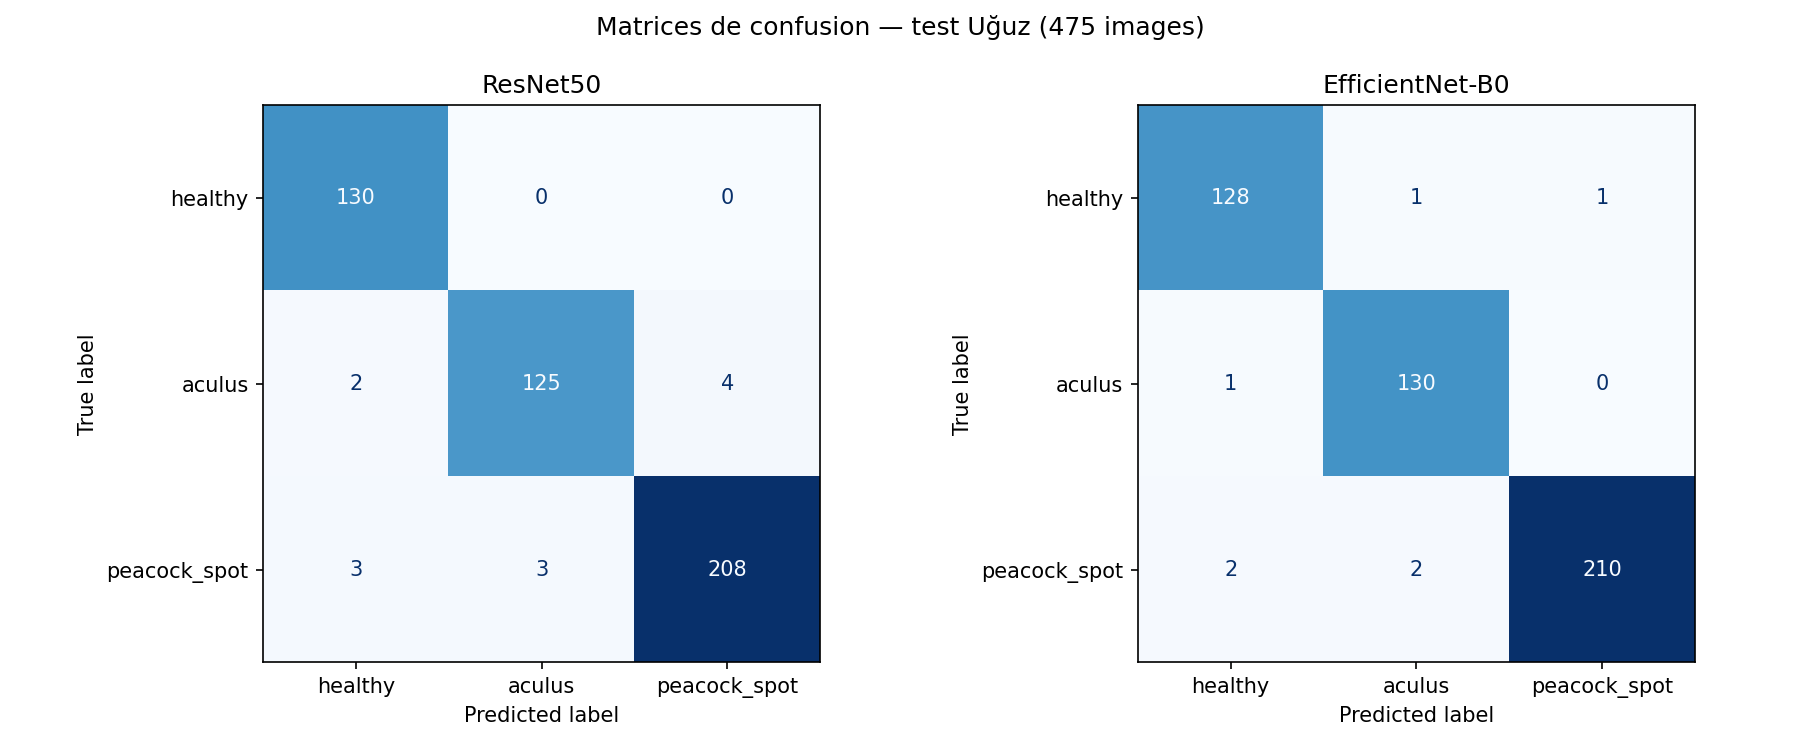 Matrices de confusion — test Uğuz (475 images)
ResNet50
EfficientNet-B0
True label
healthy 130 0 0
aculus 2 125 4
peacock_spot 3 3 208
healthy aculus peacock_spot
Predicted label
True label
healthy 128 1 1
aculus 1 130 0
peacock_spot 2 2 210
healthy aculus peacock_spot
Predicted label